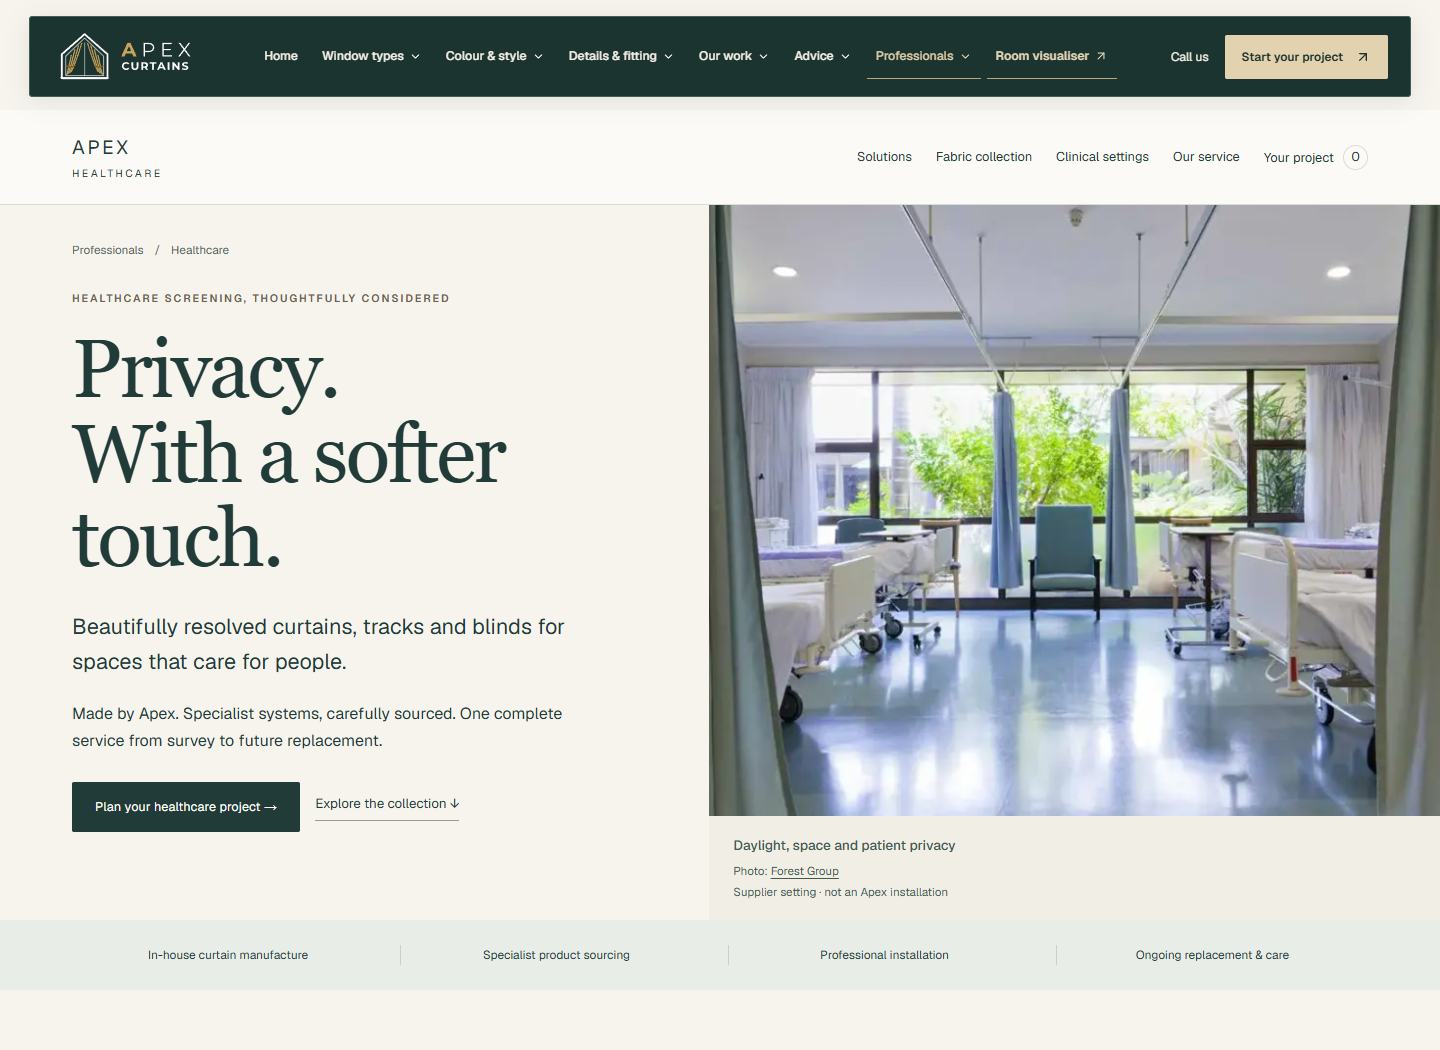 APEX
CURTAINS
Home
Window types
Colour & style
Details & fitting
Our work
Advice
Professionals
Room visualiser ↗
Call us
Start your project ↗
APEX
HEALTHCARE
Solutions
Fabric collection
Clinical settings
Our service
Your project 0
Professionals / Healthcare
HEALTHCARE SCREENING, THOUGHTFULLY CONSIDERED
Privacy.
With a softer
touch.
Beautifully resolved curtains, tracks and blinds for
spaces that care for people.
Made by Apex. Specialist systems, carefully sourced. One complete
service from survey to future replacement.
Plan your healthcare project →
Explore the collection ↓
Daylight, space and patient privacy
Photo: Forest Group
Supplier setting · not an Apex installation
In-house curtain manufacture
Specialist product sourcing
Professional installation
Ongoing replacement & care